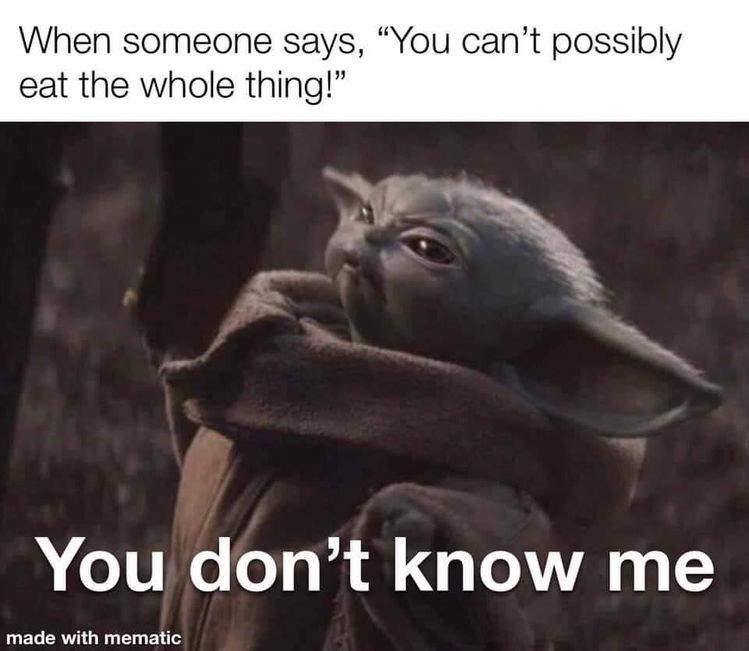 When someone says, “You can’t possibly
eat the whole thing!”
You don’t know me
made with mematic